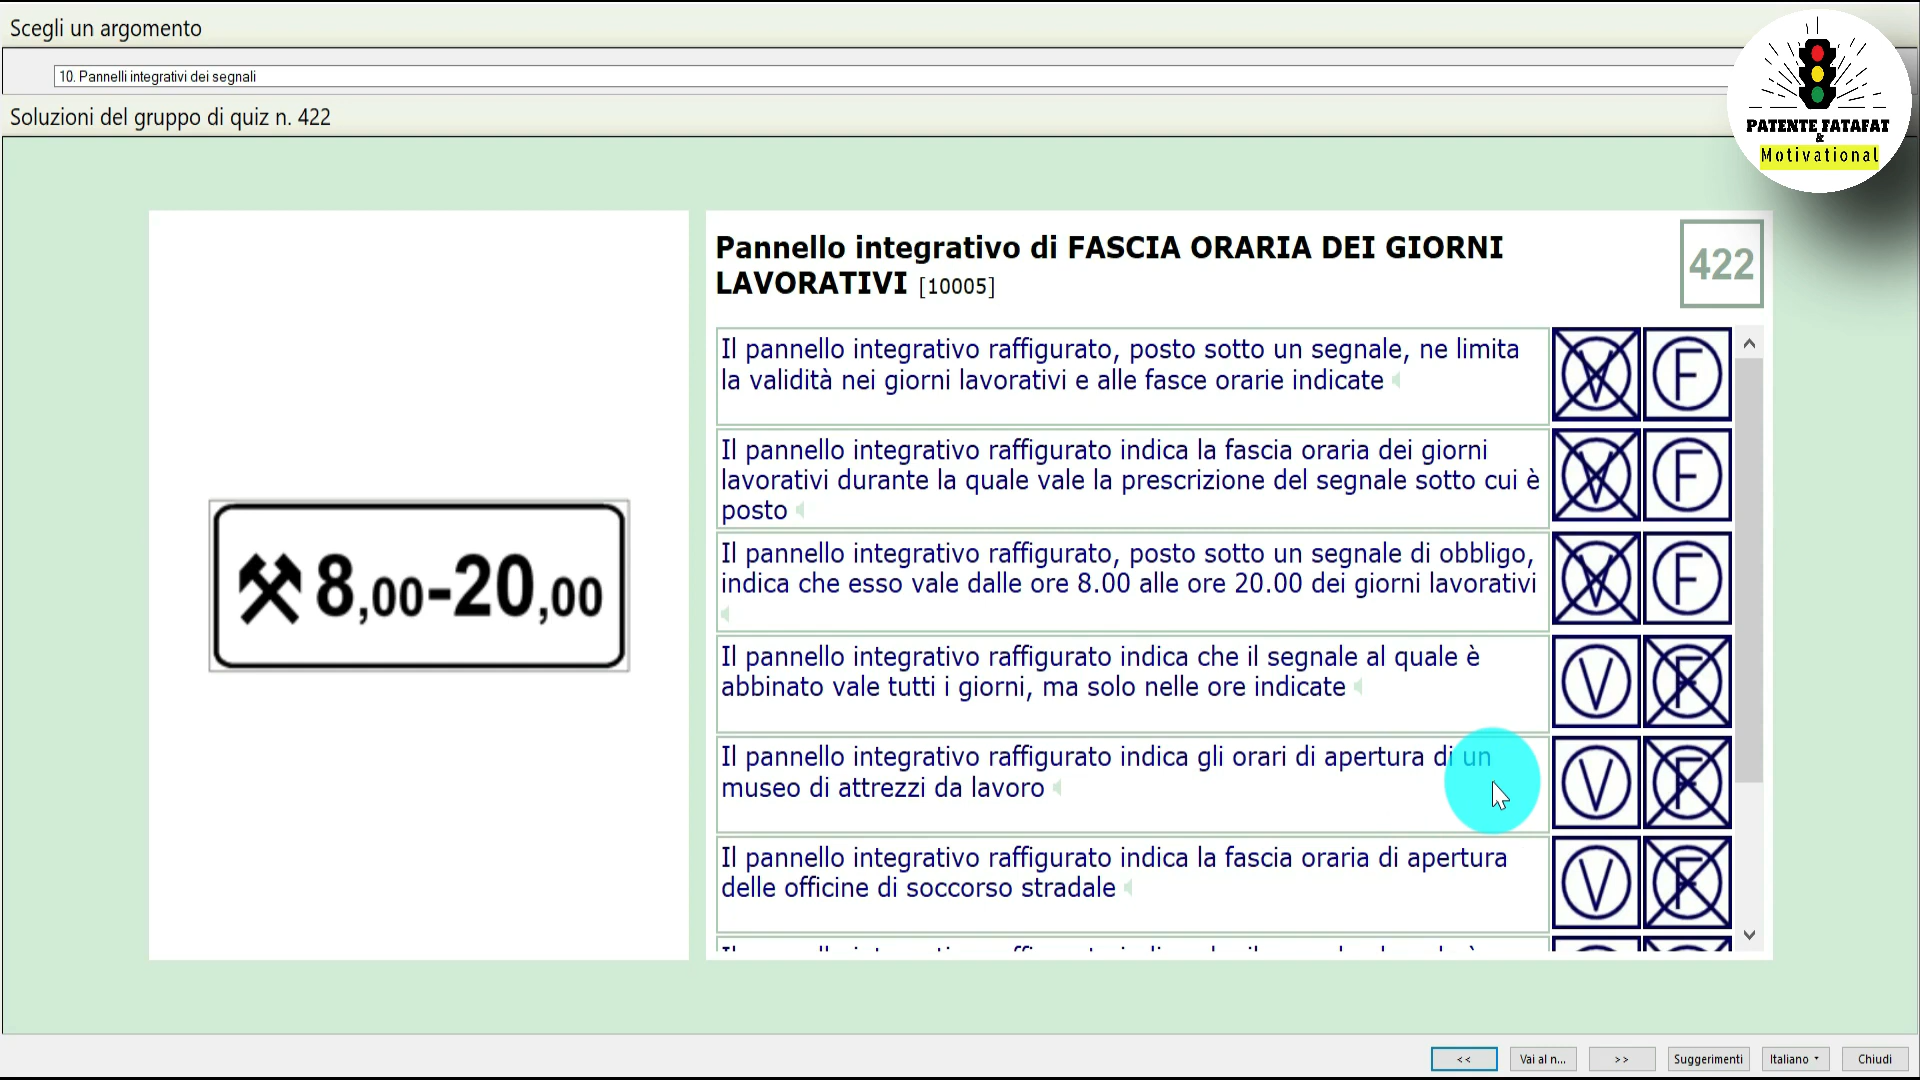 Scegli un argomento
10. Pannelli integrativi dei segnali
Soluzioni del gruppo di quiz n. 422
PATENTE FATAFAT
&
Motivational
8,00-20,00
Pannello integrativo di FASCIA ORARIA DEI GIORNI
LAVORATIVI [10005]
422
Il pannello integrativo raffigurato, posto sotto un segnale, ne limita
la validità nei giorni lavorativi e alle fasce orarie indicate
V F
Il pannello integrativo raffigurato indica la fascia oraria dei giorni
lavorativi durante la quale vale la prescrizione del segnale sotto cui è
posto
V F
Il pannello integrativo raffigurato, posto sotto un segnale di obbligo,
indica che esso vale dalle ore 8.00 alle ore 20.00 dei giorni lavorativi
V F
Il pannello integrativo raffigurato indica che il segnale al quale è
abbinato vale tutti i giorni, ma solo nelle ore indicate
V F
Il pannello integrativo raffigurato indica gli orari di apertura di un
museo di attrezzi da lavoro
V F
Il pannello integrativo raffigurato indica la fascia oraria di apertura
delle officine di soccorso stradale
V F
<< Vai al n... >> Suggerimenti Italiano Chiudi